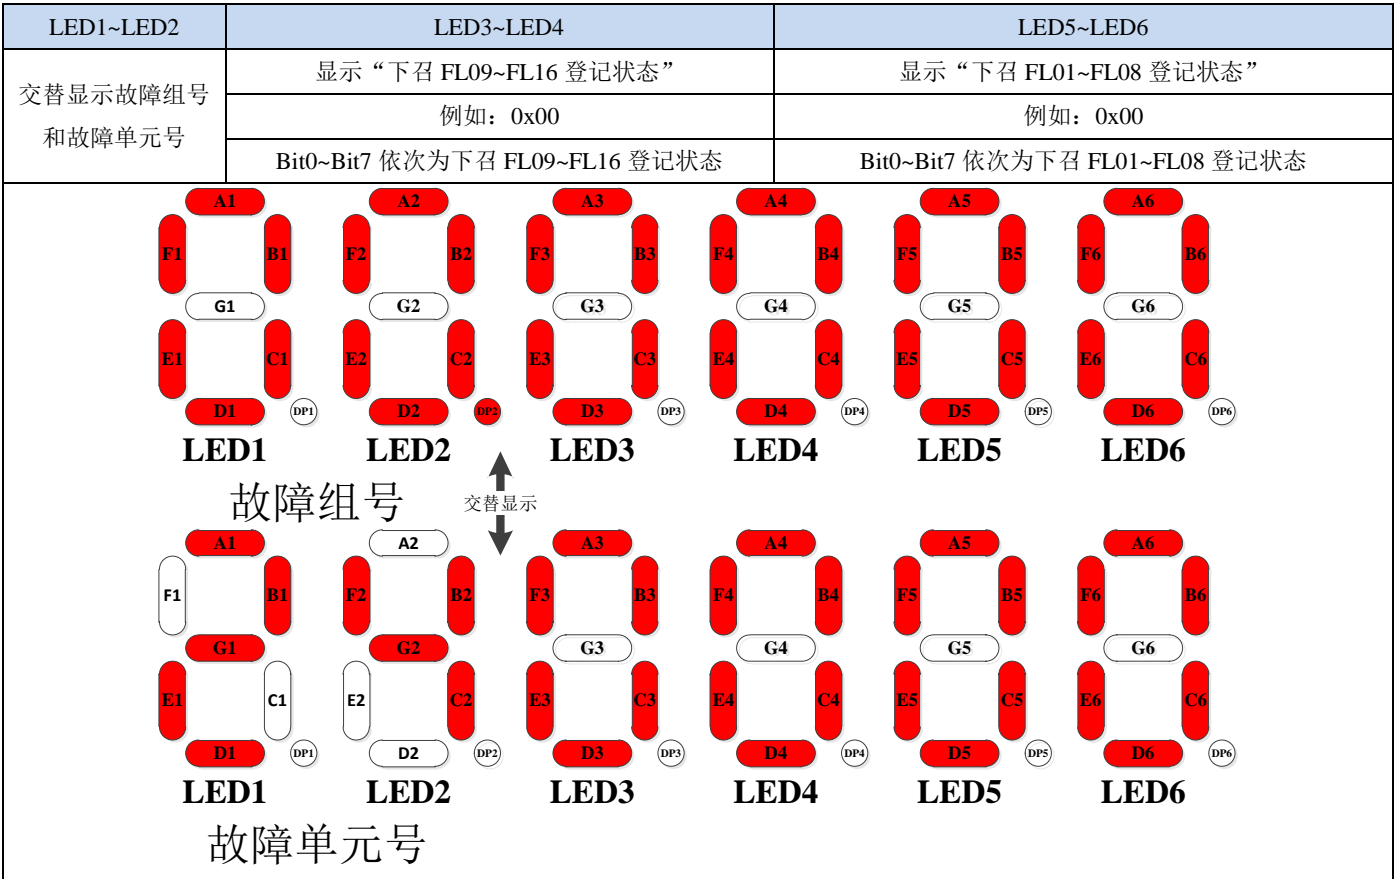 LED1~LED2 LED3~LED4 LED5~LED6
交替显示故障组号
和故障单元号
显示“下召 FL09~FL16 登记状态” 显示“下召 FL01~FL08 登记状态”
例如：0x00 例如：0x00
Bit0~Bit7 依次为下召 FL09~FL16 登记状态 Bit0~Bit7 依次为下召 FL01~FL08 登记状态
A1 A2 A3 A4 A5 A6
F1 B1 F2 B2 F3 B3 F4 B4 F5 B5 F6 B6
G1 G2 G3 G4 G5 G6
E1 C1 E2 C2 E3 C3 E4 C4 E5 C5 E6 C6
D1 DP1 D2 DP2 D3 DP3 D4 DP4 D5 DP5 D6 DP6
LED1 LED2 LED3 LED4 LED5 LED6
故障组号 交替显示
A1 A2 A3 A4 A5 A6
F1 B1 F2 B2 F3 B3 F4 B4 F5 B5 F6 B6
G1 G2 G3 G4 G5 G6
E1 C1 E2 C2 E3 C3 E4 C4 E5 C5 E6 C6
D1 DP1 D2 DP2 D3 DP3 D4 DP4 D5 DP5 D6 DP6
LED1 LED2 LED3 LED4 LED5 LED6
故障单元号